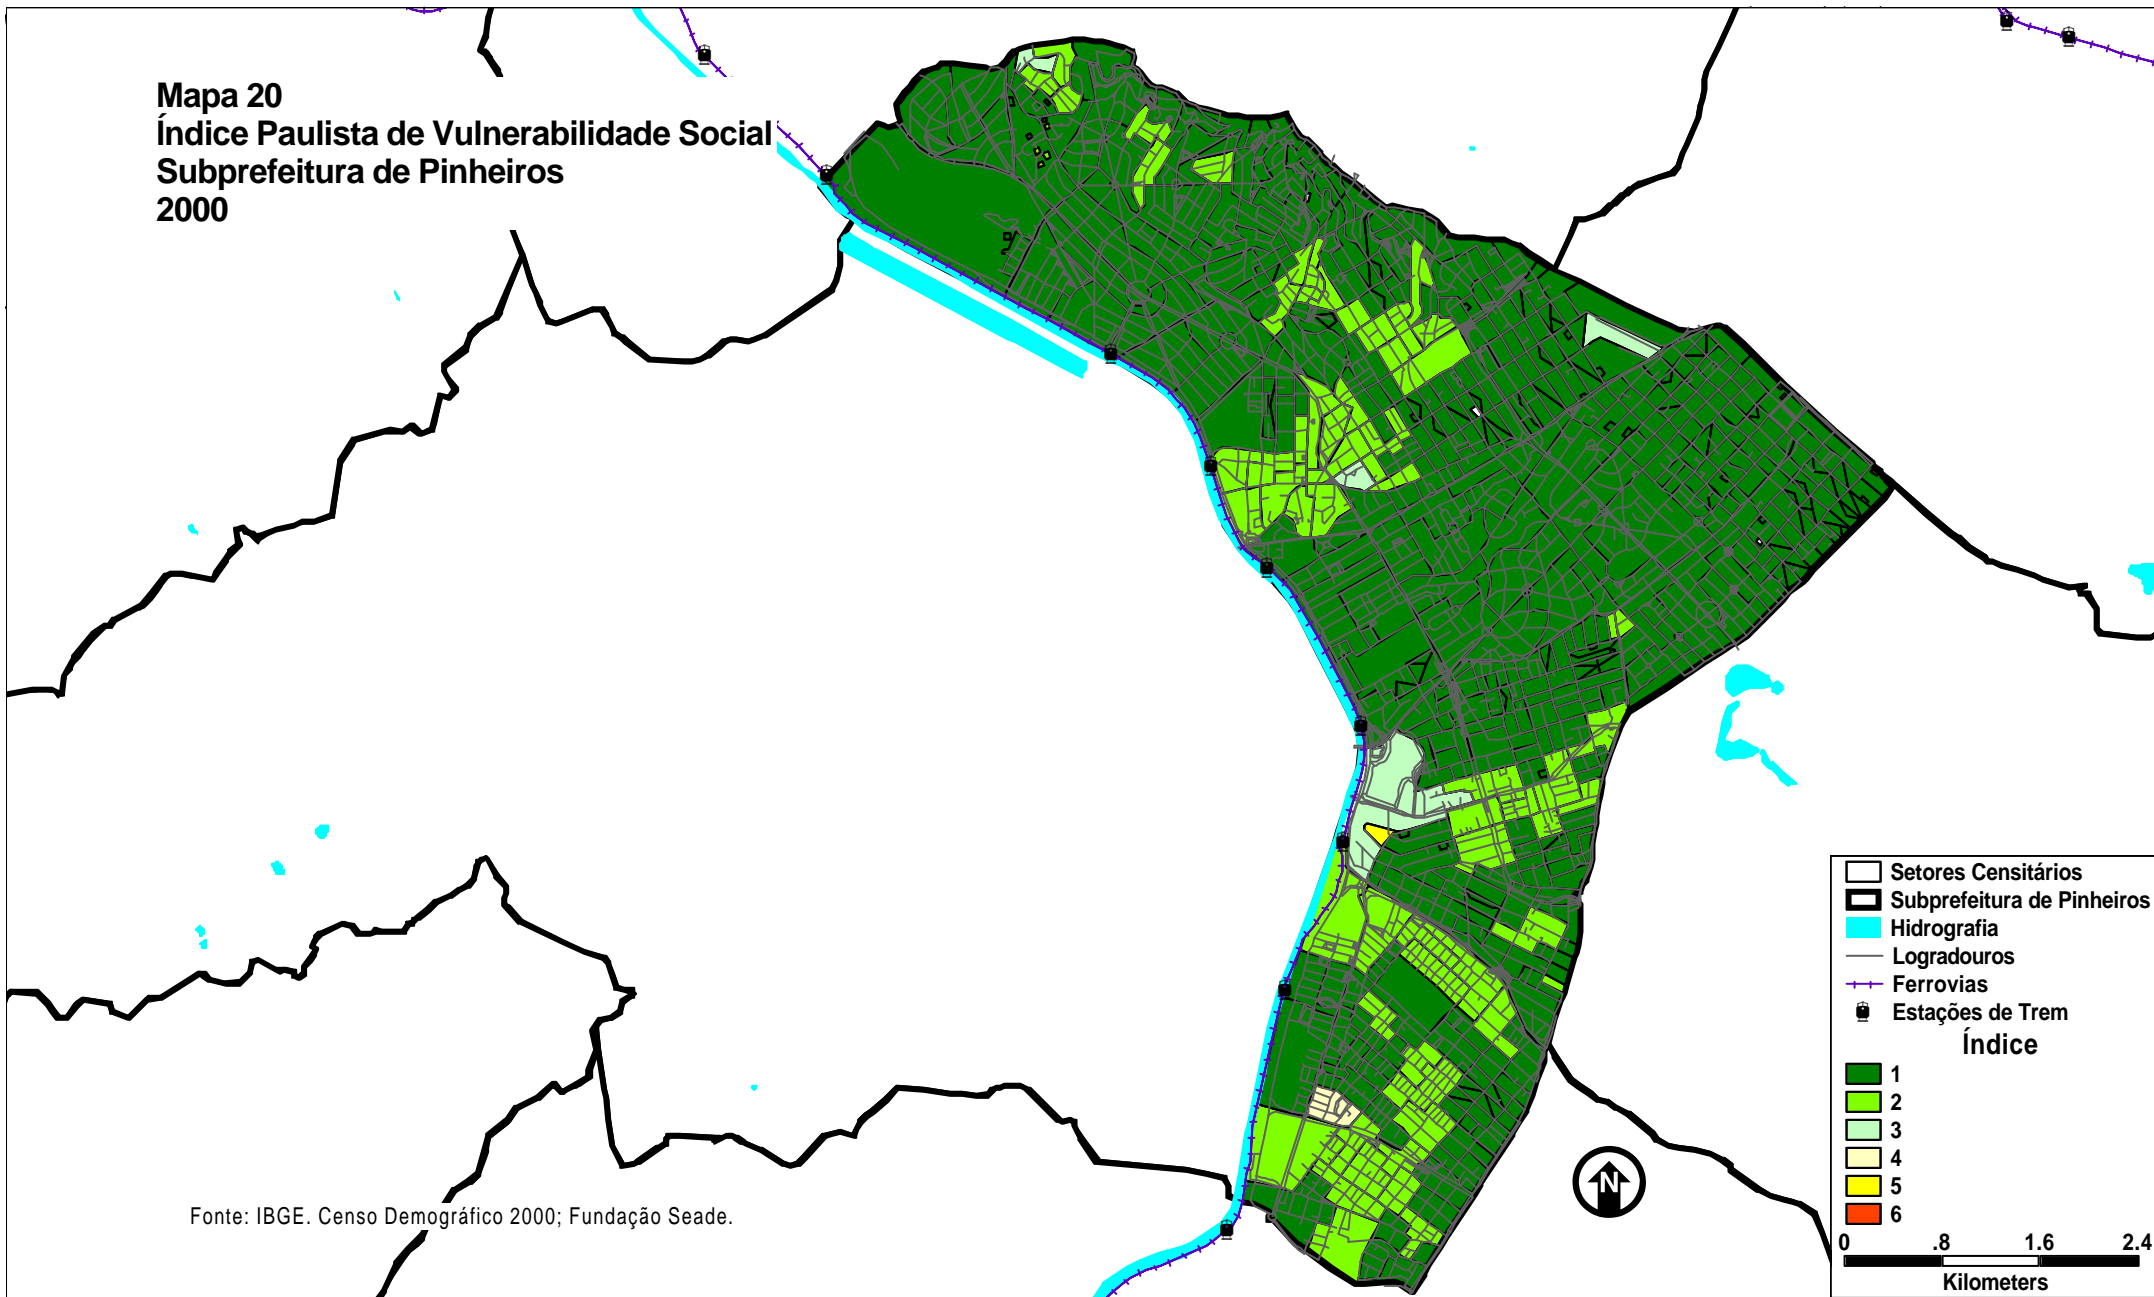 Mapa 20
Índice Paulista de Vulnerabilidade Social
Subprefeitura de Pinheiros
2000
Setores Censitários
Subprefeitura de Pinheiros
Hidrografia
Logradouros
Ferrovias
Estações de Trem
Índice
1
2
3
4
5
6
0 .8 1.6 2.4
Kilometers
N
Fonte: IBGE. Censo Demográfico 2000; Fundação Seade.